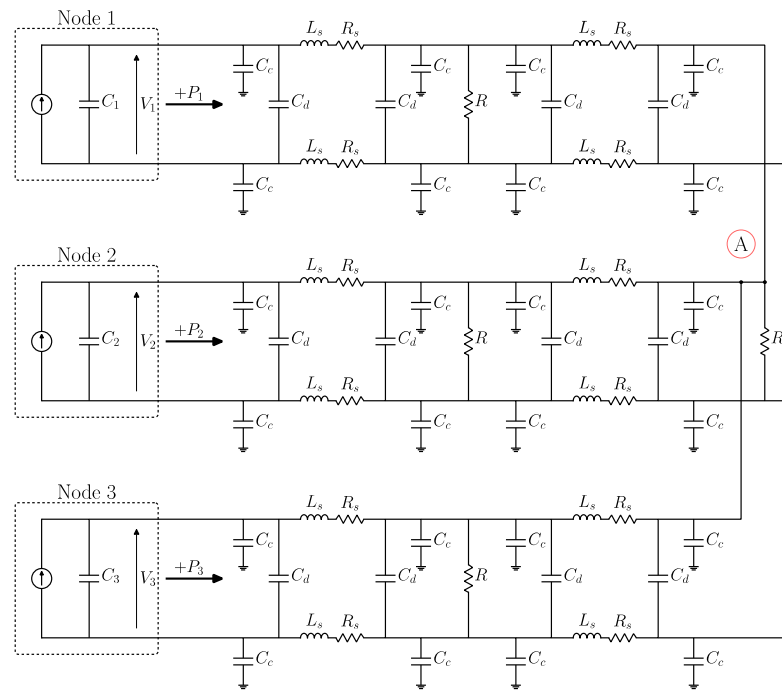 Node 1
L_s R_s L_s R_s
C_c C_c C_c C_c
C_1 V_1 +P_1 C_d C_d R C_d C_d
L_s R_s L_s R_s
C_c C_c C_c C_c
A
Node 2
L_s R_s L_s R_s
C_c C_c C_c C_c
C_2 V_2 +P_2 C_d C_d R C_d C_d R
L_s R_s L_s R_s
C_c C_c C_c C_c
Node 3
L_s R_s L_s R_s
C_c C_c C_c C_c
C_3 V_3 +P_3 C_d C_d R C_d C_d
L_s R_s L_s R_s
C_c C_c C_c C_c